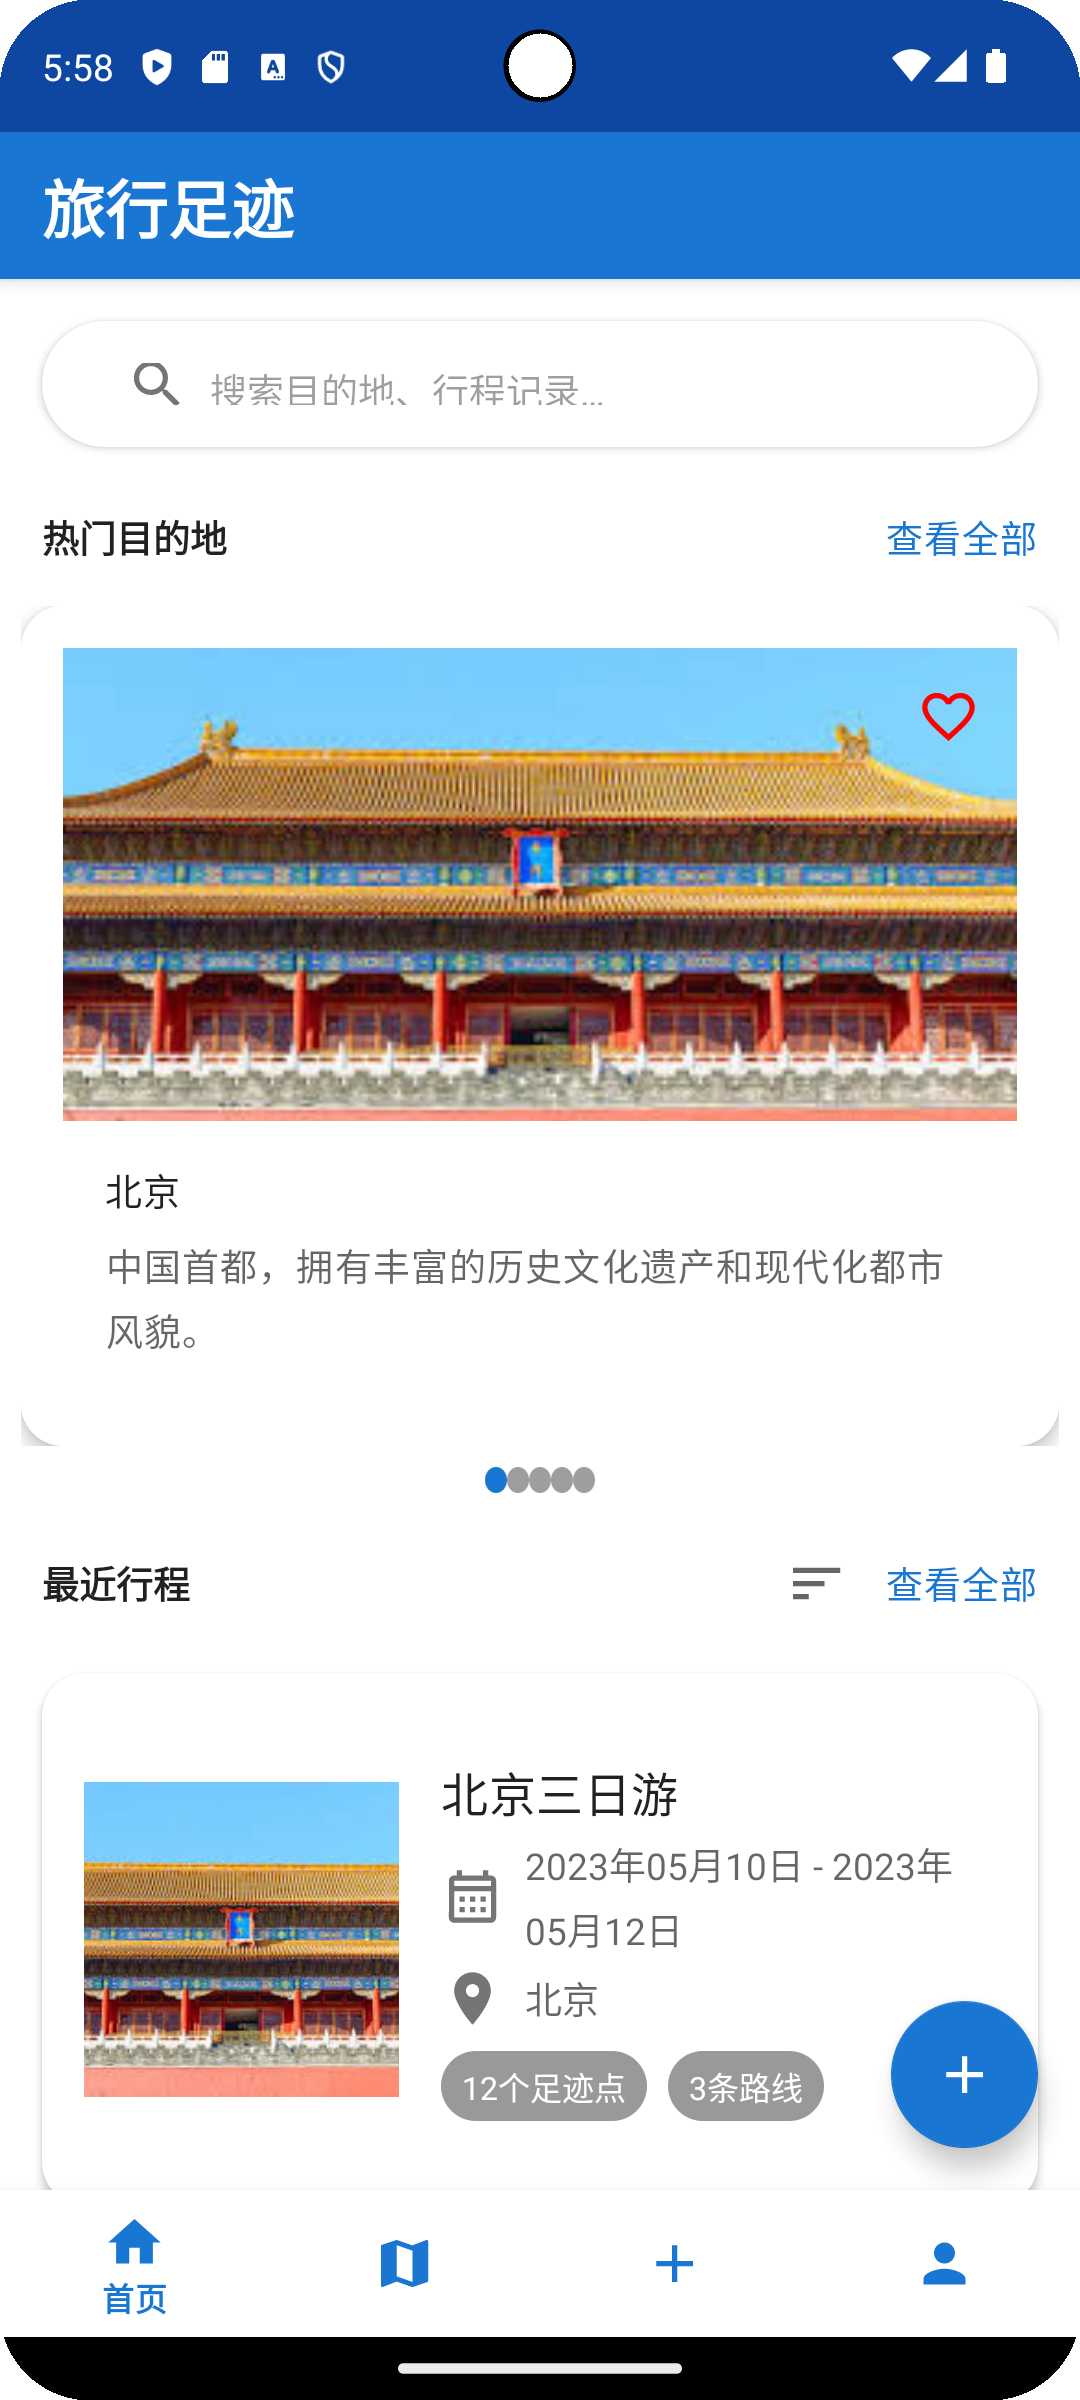 5:58
旅行足迹
搜索目的地、行程记录...
热门目的地
查看全部
北京
中国首都，拥有丰富的历史文化遗产和现代化都市
风貌。
最近行程
查看全部
北京三日游
2023年05月10日 - 2023年
05月12日
北京
12个足迹点
3条路线
首页